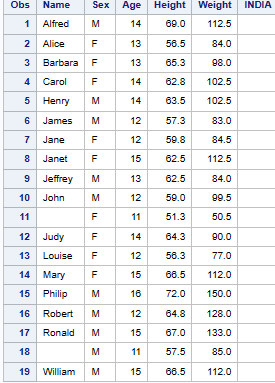 Obs Name Sex Age Height Weight INDIA
1 Alfred M 14 69.0 112.5
2 Alice F 13 56.5 84.0
3 Barbara F 13 65.3 98.0
4 Carol F 14 62.8 102.5
5 Henry M 14 63.5 102.5
6 James M 12 57.3 83.0
7 Jane F 12 59.8 84.5
8 Janet F 15 62.5 112.5
9 Jeffrey M 13 62.5 84.0
10 John M 12 59.0 99.5
11 F 11 51.3 50.5
12 Judy F 14 64.3 90.0
13 Louise F 12 56.3 77.0
14 Mary F 15 66.5 112.0
15 Philip M 16 72.0 150.0
16 Robert M 12 64.8 128.0
17 Ronald M 15 67.0 133.0
18 M 11 57.5 85.0
19 William M 15 66.5 112.0